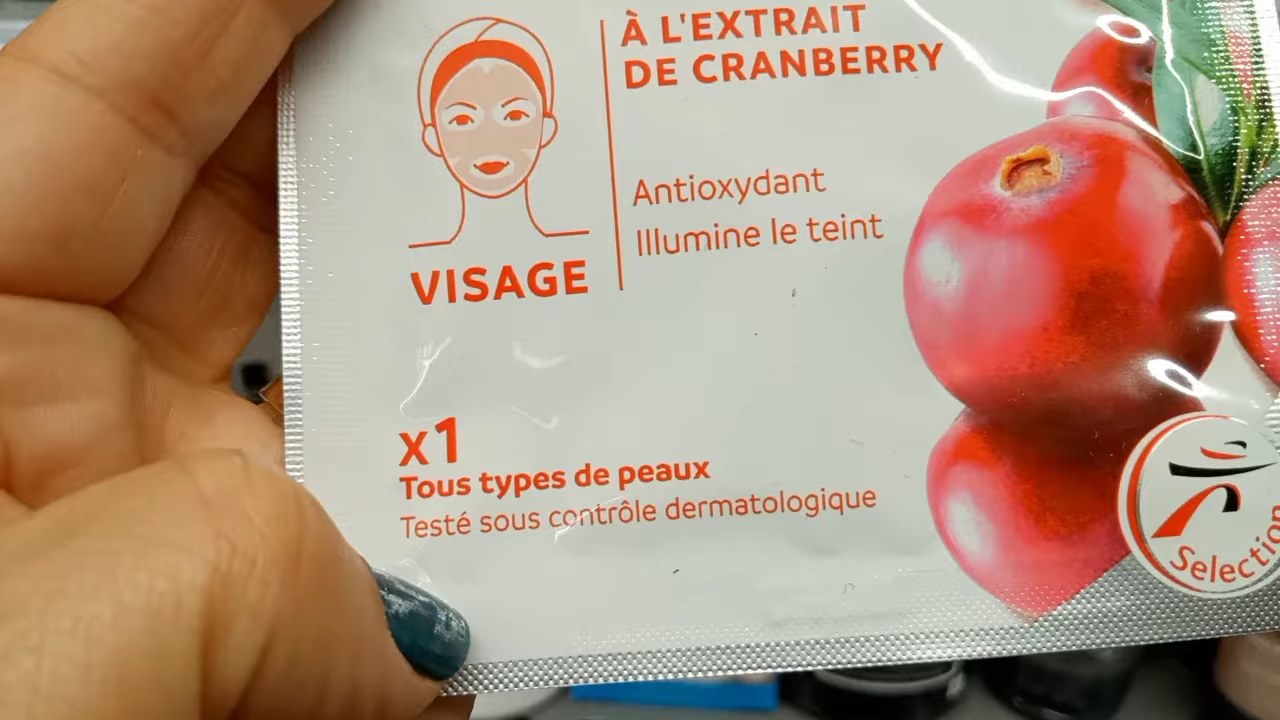 À L'EXTRAIT
DE CRANBERRY
Antioxydant
Illumine le teint
VISAGE
x1
Tous types de peaux
Testé sous contrôle dermatologique
Selection